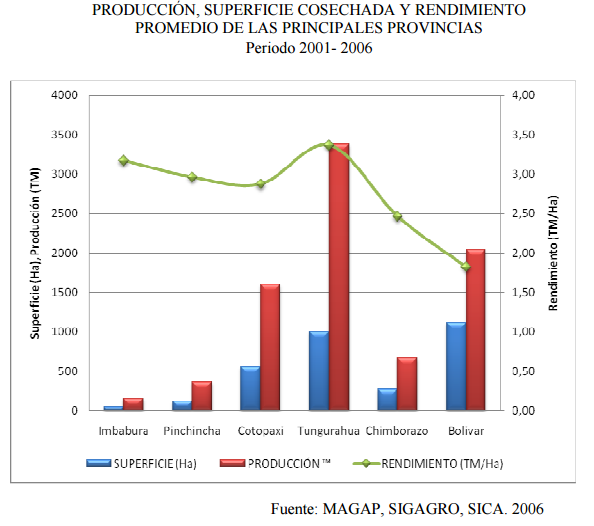 PRODUCCIÓN, SUPERFICIE COSECHADA Y RENDIMIENTO
PROMEDIO DE LAS PRINCIPALES PROVINCIAS
Periodo 2001- 2006
4000
3500
3000
2500
2000
1500
1000
500
0
Superficie (Ha), Producción (TM)
4,00
3,50
3,00
2,50
2,00
1,50
1,00
0,50
0,00
Rendimiento (TM/Ha)
Imbabura Pinchincha Cotopaxi Tungurahua Chimborazo Bolivar
SUPERFICIE (Ha) PRODUCCION ™ RENDIMIENTO (TM/Ha)
Fuente: MAGAP, SIGAGRO, SICA. 2006